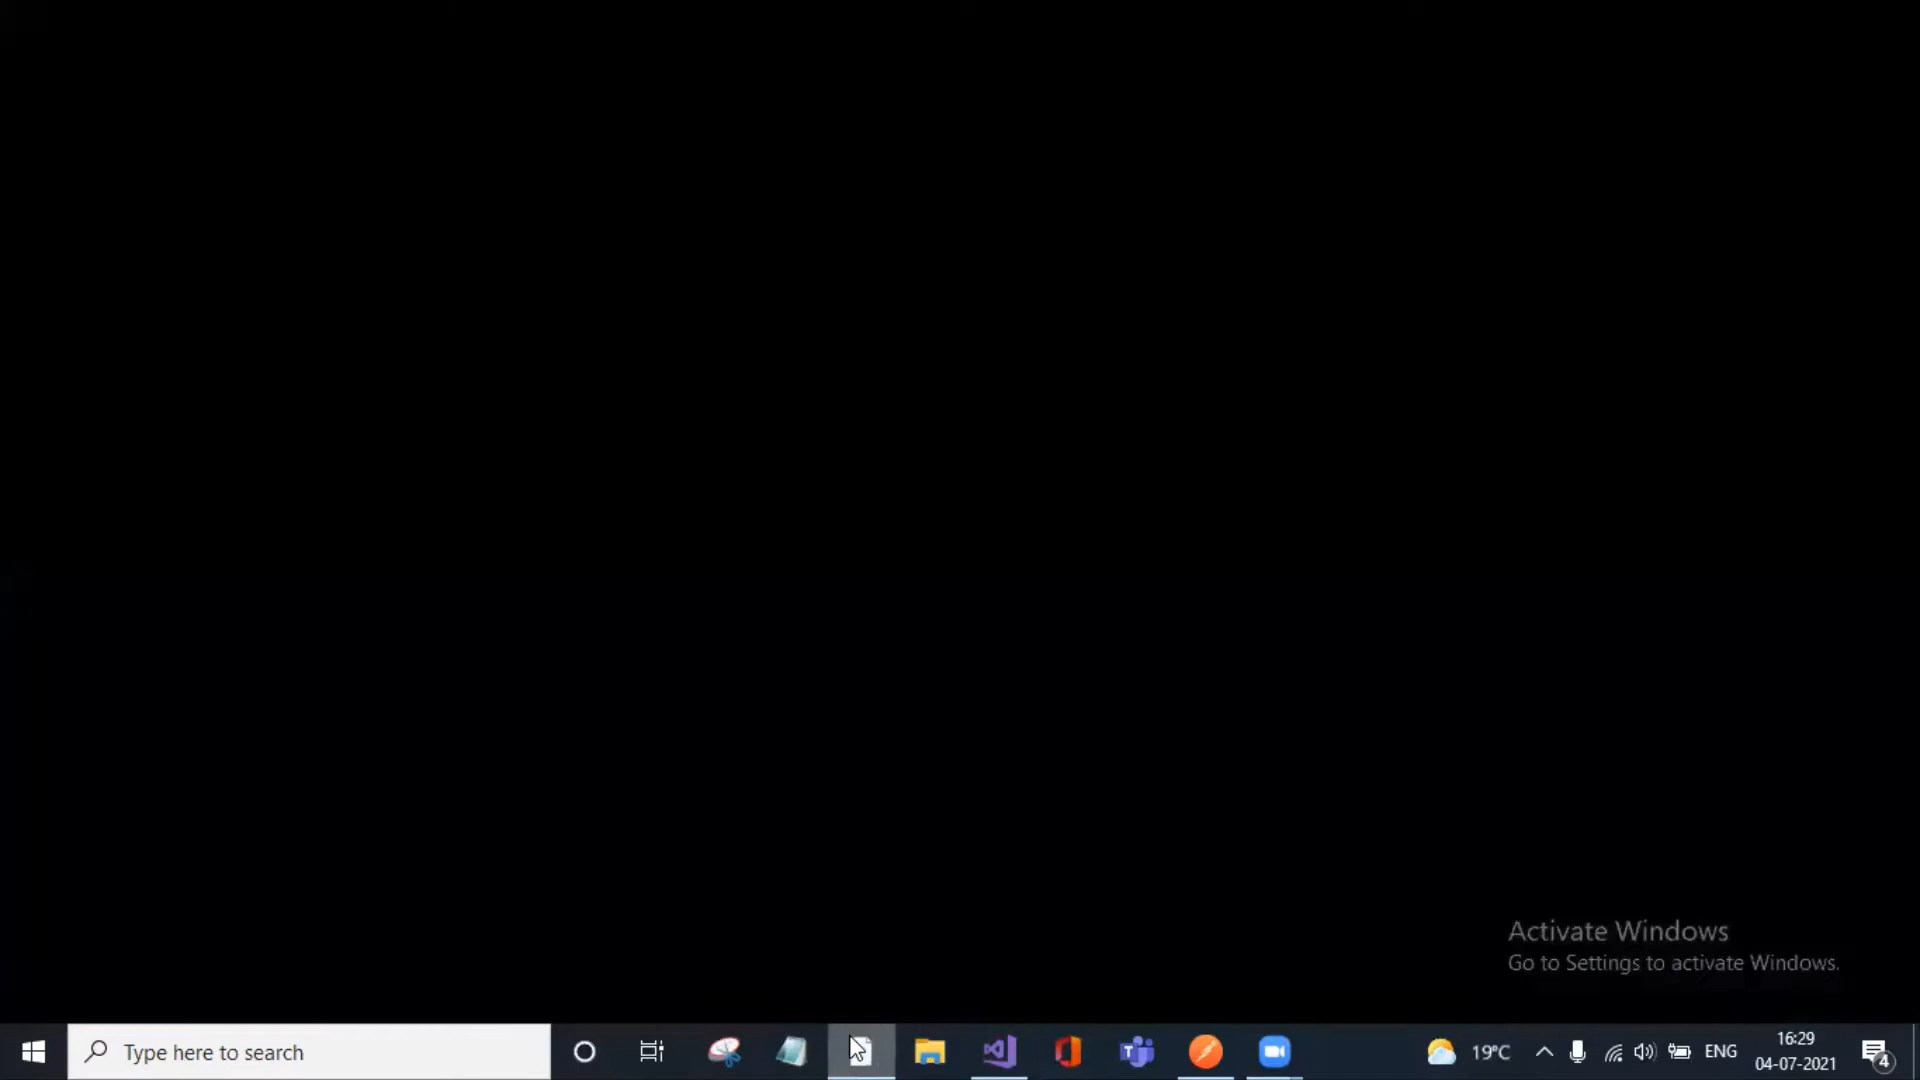 Activate Windows
Go to Settings to activate Windows.
Type here to search
19°C
ENG
16:29
04-07-2021
4